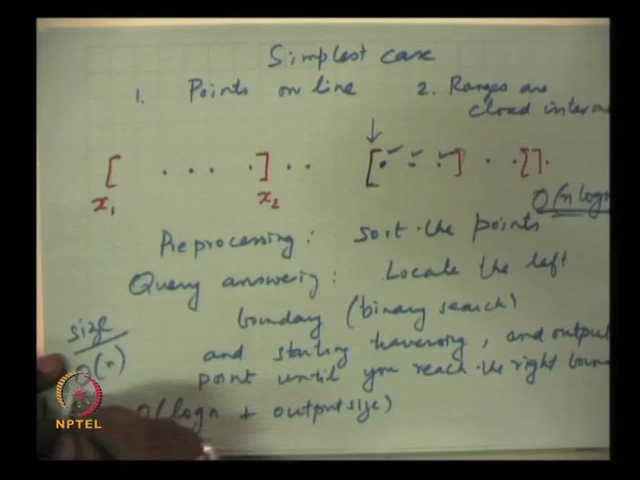 Simplest case
1. Points on line
2. Ranges are
closed interva
x1 x2
O(n logn
Preprocessing: sort the points
Query answering: Locate the left
boundary (binary search)
size
O(n)
and starting traversing, and output
point until you reach the right boun
O(logn + output size)
NPTEL